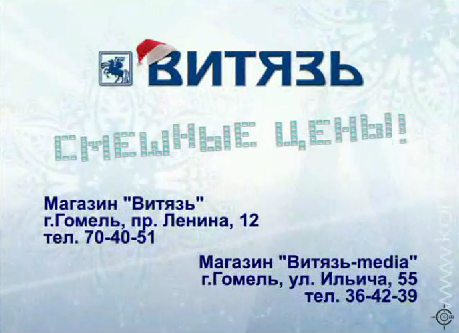 ВИТЯЗЬ
СМЕШНЫЕ ЦЕНЫ!
Магазин "Витязь"
г.Гомель, пр. Ленина, 12
тел. 70-40-51
Магазин "Витязь-media"
г.Гомель, ул. Ильича, 55
тел. 36-42-39